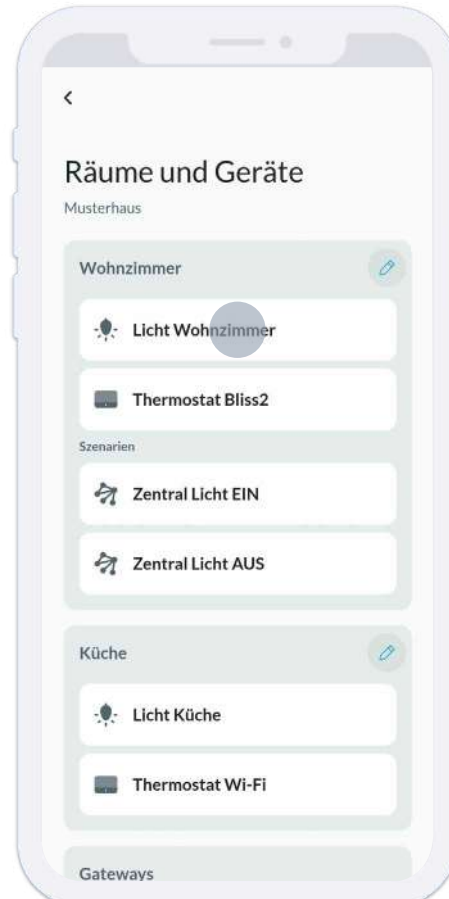 Räume und Geräte
Musterhaus
Wohnzimmer
Licht Wohnzimmer
Thermostat Bliss2
Szenarien
Zentral Licht EIN
Zentral Licht AUS
Küche
Licht Küche
Thermostat Wi-Fi
Gateways